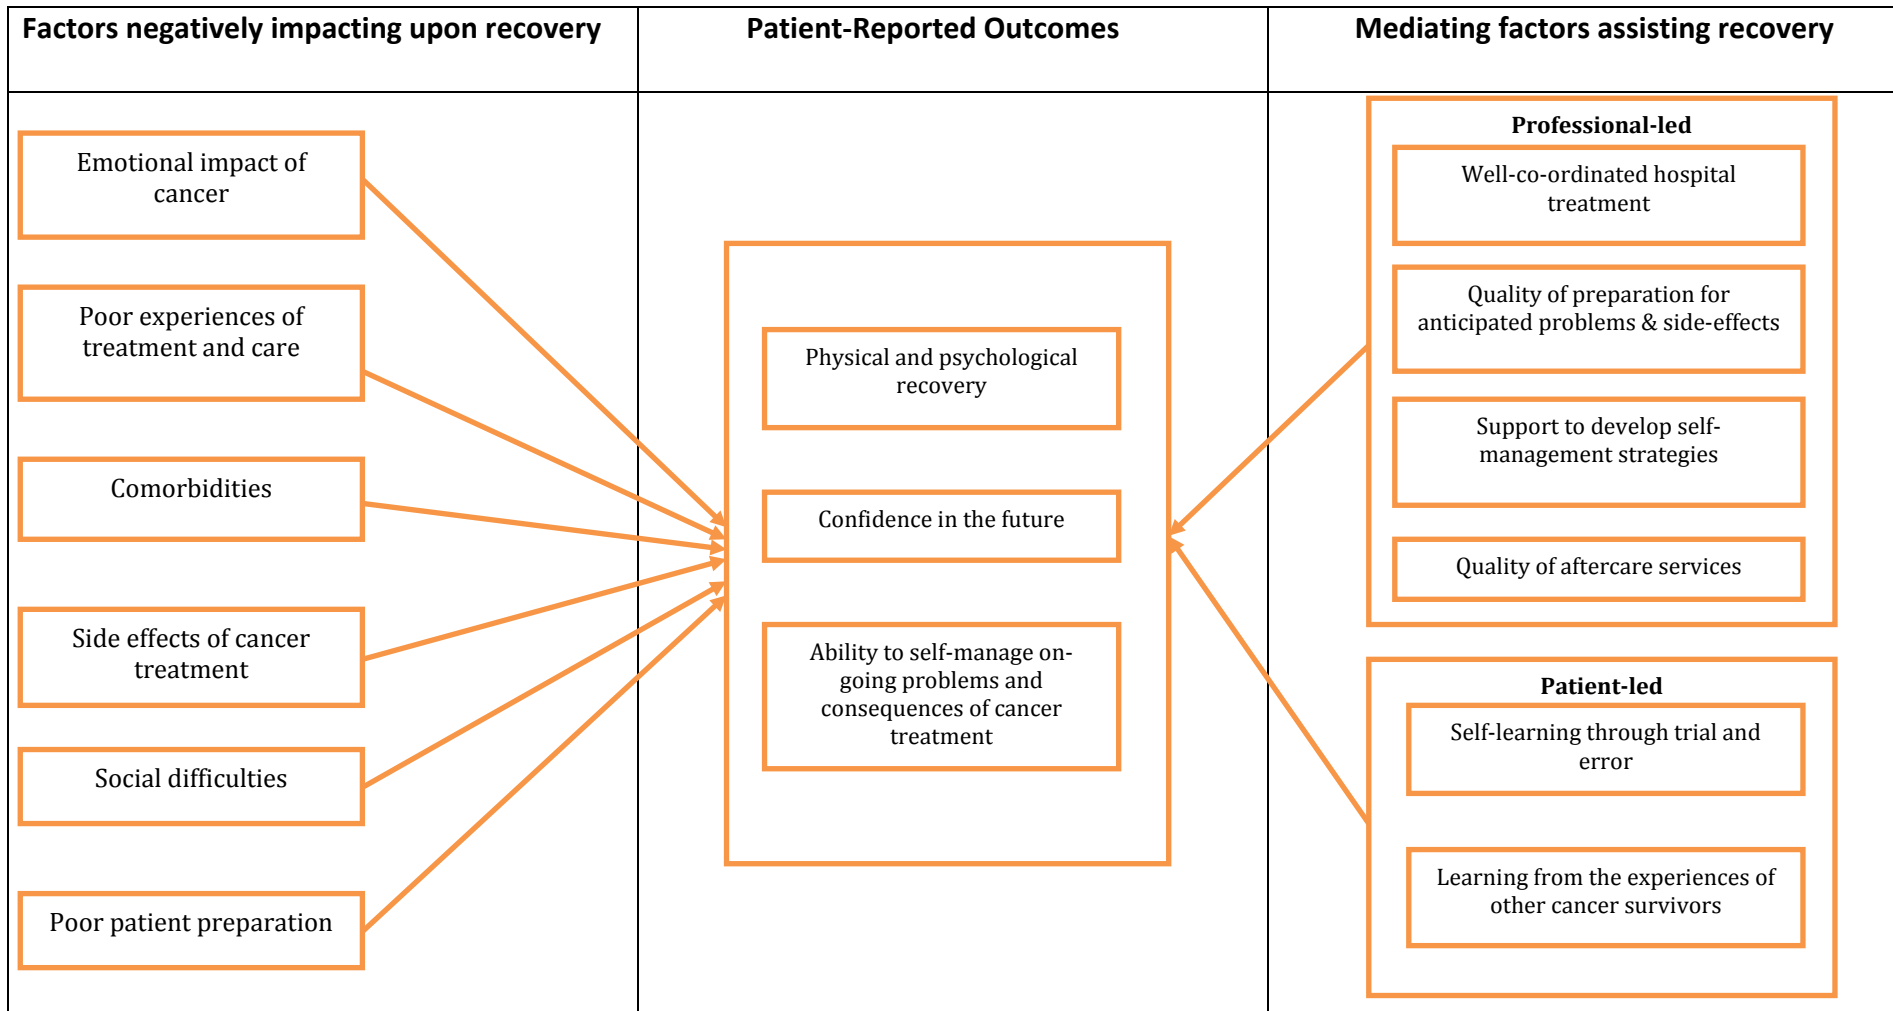 Factors negatively impacting upon recovery
Patient-Reported Outcomes
Mediating factors assisting recovery
Emotional impact of
cancer
Poor experiences of
treatment and care
Comorbidities
Side effects of cancer
treatment
Social difficulties
Poor patient preparation
Physical and psychological
recovery
Confidence in the future
Ability to self-manage on-
going problems and
consequences of cancer
treatment
Professional-led
Well-co-ordinated hospital
treatment
Quality of preparation for
anticipated problems & side-effects
Support to develop self-
management strategies
Quality of aftercare services
Patient-led
Self-learning through trial and
error
Learning from the experiences of
other cancer survivors